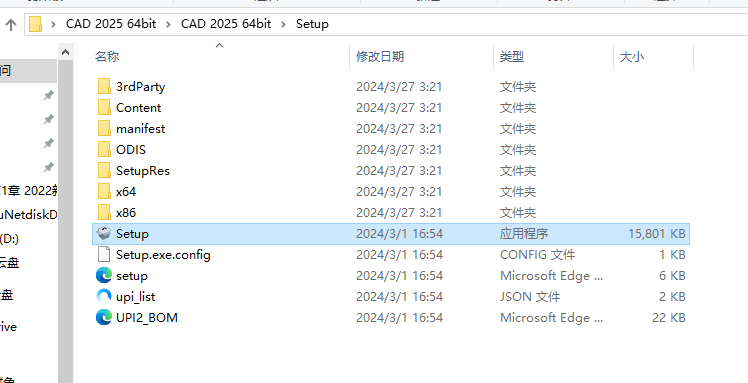 CAD 2025 64bit > CAD 2025 64bit > Setup
名称 修改日期 类型 大小
问
3rdParty 2024/3/27 3:21 文件夹
Content 2024/3/27 3:21 文件夹
manifest 2024/3/27 3:21 文件夹
ODIS 2024/3/27 3:21 文件夹
SetupRes 2024/3/27 3:21 文件夹
1章 2022新 x64 2024/3/27 3:21 文件夹
uNetdiskD x86 2024/3/27 3:21 文件夹
(D:) Setup 2024/3/1 16:54 应用程序 15,801 KB
云盘 Setup.exe.config 2024/3/1 16:54 CONFIG 文件 1 KB
setup 2024/3/1 16:54 Microsoft Edge ... 6 KB
盘 upi_list 2024/3/1 16:54 JSON 文件 2 KB
rive UPI2_BOM 2024/3/1 16:54 Microsoft Edge ... 22 KB